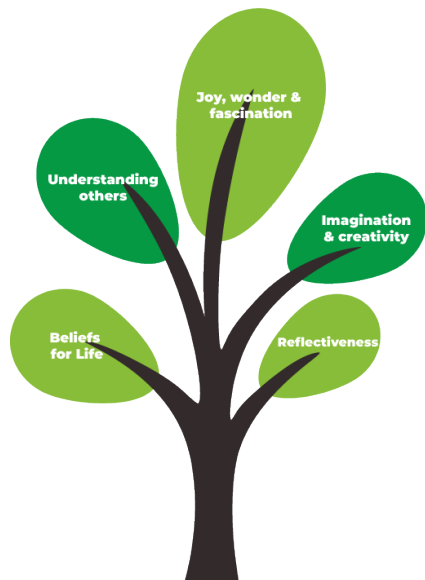 Joy, wonder &
fascination
Understanding
others
Imagination
& creativity
Beliefs
for Life
Reflectiveness